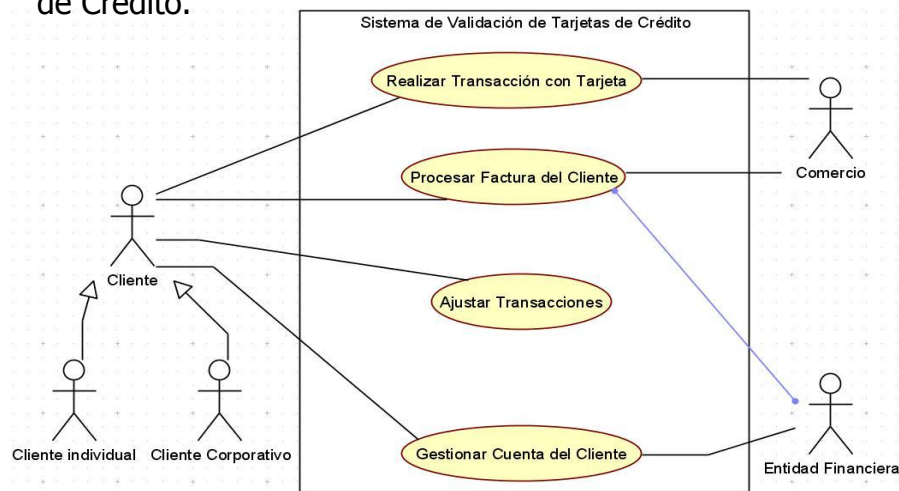 de Crédito.
Sistema de Validación de Tarjetas de Crédito
Realizar Transacción con Tarjeta
Procesar Factura del Cliente
Comercio
Cliente
Ajustar Transacciones
Cliente individual
Cliente Corporativo
Gestionar Cuenta del Cliente
Entidad Financiera